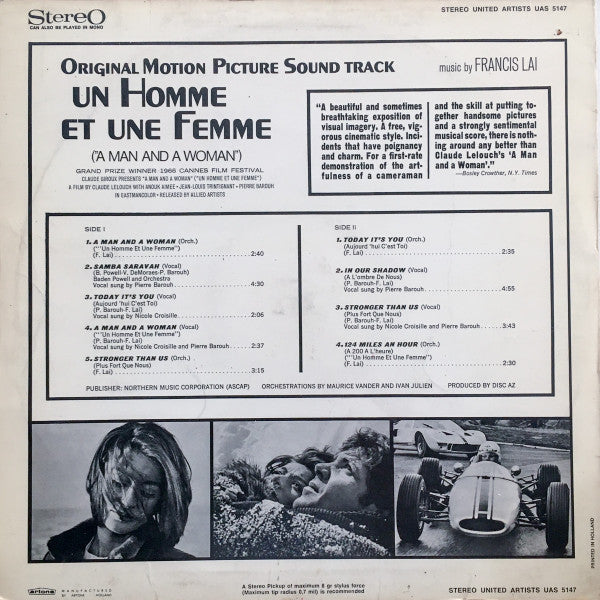 StereO
CAN ALSO BE PLAYED IN MONO
STEREO UNITED ARTISTS UAS 5147
ORIGINAL MOTION PICTURE SOUND TRACK
music by FRANCIS LAI
UN HOMME
ET UNE FEMME
("A MAN AND A WOMAN")
GRAND PRIZE WINNER 1966 CANNES FILM FESTIVAL
CLAUDE GIROUX PRESENTS "A MAN AND A WOMAN" ("UN HOMME ET UNE FEMME")
A FILM BY CLAUDE LELOUCH WITH ANOUK AIMEE • JEAN-LOUIS TRINTIGNANT • PIERRE BAROUH
IN EASTMANCOLOR • RELEASED BY ALLIED ARTISTS
"A beautiful and sometimes
breathtaking exposition of
visual imagery. A free, vig-
orous cinematic style. Inci-
dents that have poignancy
and charm. For a first-rate
demonstration of the art-
fulness of a cameraman
and the skill at putting to-
gether handsome pictures
and a strongly sentimental
musical score, there is noth-
ing around any better than
Claude Lelouch's 'A Man
and a Woman'."
—Bosley Crowther, N.Y. Times
SIDE I
1. A MAN AND A WOMAN (Orch.)
(""Un Homme Et Une Femme")
(F. Lai) 2:40
2. SAMBA SARAVAH (Vocal)
(B. Powell-V. DeMoraes-P. Barouh)
Baden Powell and Orchestra
Vocal sung by Pierre Barouh 4:30
3. TODAY IT'S YOU (Vocal)
(Aujourd 'hui C'est Toi)
(P. Barouh-F. Lai)
Vocal sung by Nicole Croisille 2:06
4. A MAN AND A WOMAN (Vocal)
(""Un Homme Et Une Femme")
(P. Barouh-F. Lai)
Vocal sung by Nicole Croisille and Pierre Barouh 2:37
5. STRONGER THAN US (Orch.)
(Plus Fort Que Nous)
(F. Lai) 3:15
SIDE II
1. TODAY IT'S YOU (Orch.)
(Aujourd 'hui C'est Toi)
(F. Lai) 2:35
2. IN OUR SHADOW (Vocal)
(A L'ombre De Nous)
(P. Barouh-F. Lai)
Vocal sung by Pierre Barouh 4:55
3. STRONGER THAN US (Vocal)
(Plus Fort Que Nous)
(P. Barouh-F. Lai)
Vocal sung by Nicole Croisille and Pierre Barouh 3:43
4. 124 MILES AN HOUR (Orch.)
(A 200 A L'heure)
(""Un Homme Et Une Femme")
(F. Lai) 2:30
PUBLISHER: NORTHERN MUSIC CORPORATION (ASCAP) ORCHESTRATIONS BY MAURICE VANDER AND IVAN JULIEN PRODUCED BY DISC AZ
PRINTED IN HOLLAND
artone
MANUFACTURED
BY ARTONE HOLLAND
A Stereo Pickup of maximum 8 gr stylus force
(Maximum tip radius 0,7 mil) is recommended
STEREO UNITED ARTISTS UAS 5147